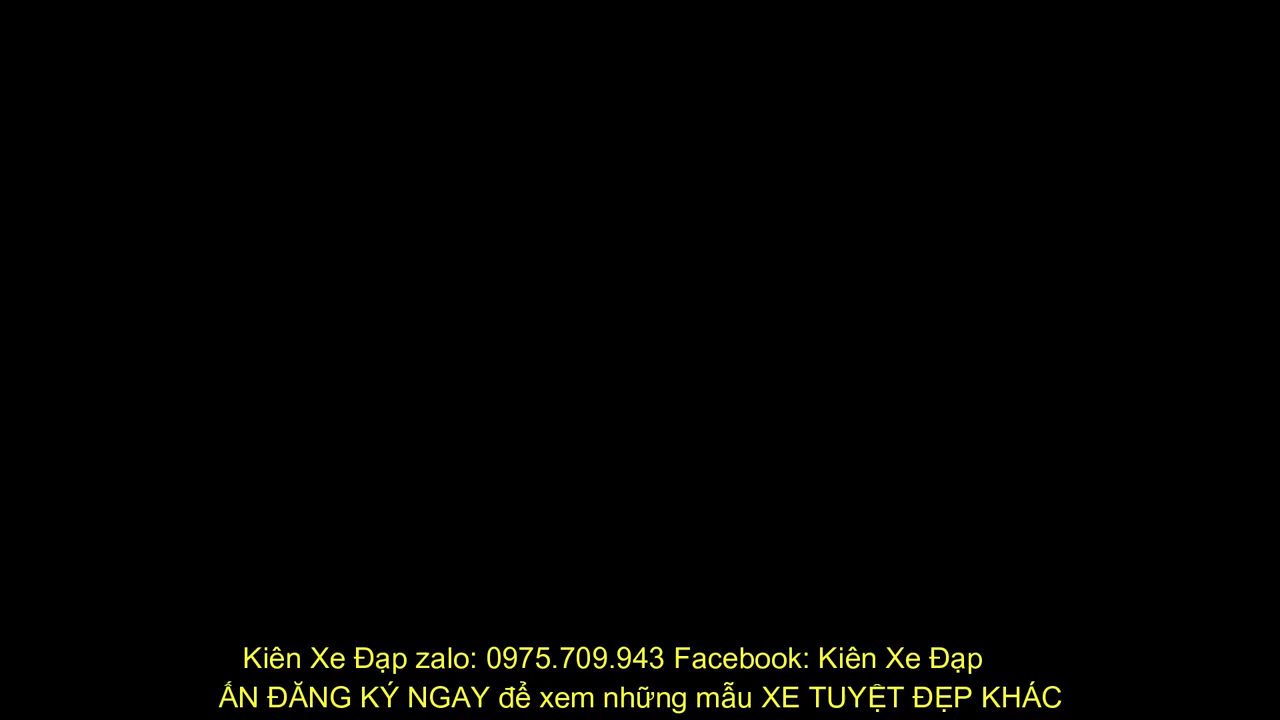 Kiên Xe Đạp zalo: 0975.709.943 Facebook: Kiên Xe Đạp
ẤN ĐĂNG KÝ NGAY để xem những mẫu XE TUYỆT ĐẸP KHÁC